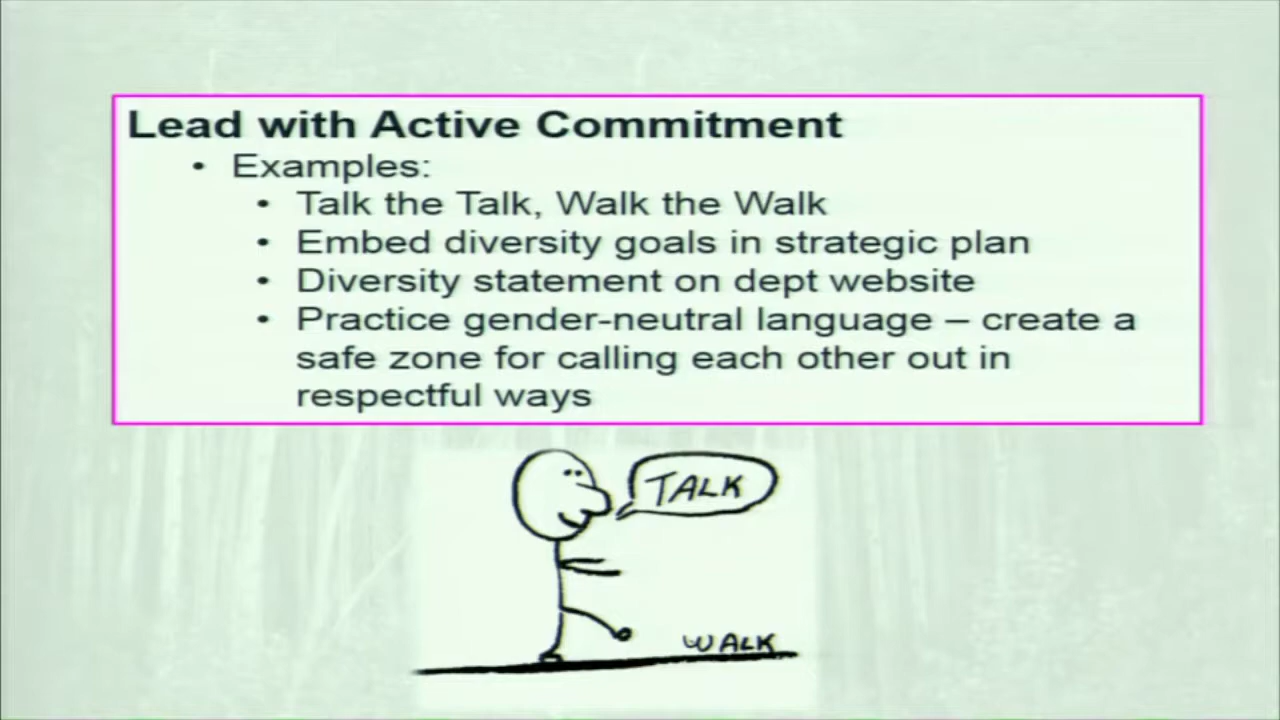 Lead with Active Commitment
• Examples:
• Talk the Talk, Walk the Walk
• Embed diversity goals in strategic plan
• Diversity statement on dept website
• Practice gender-neutral language – create a
safe zone for calling each other out in
respectful ways
TALK
WALK